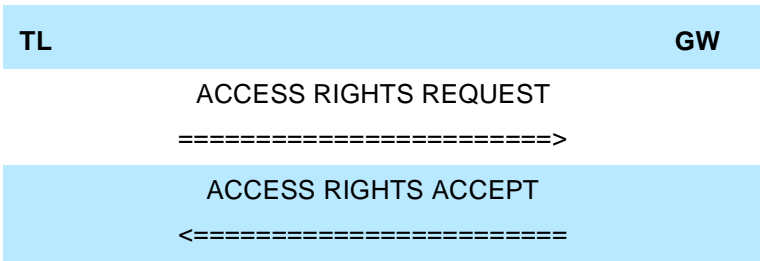 TL GW
ACCESS RIGHTS REQUEST
========================>
ACCESS RIGHTS ACCEPT
<========================